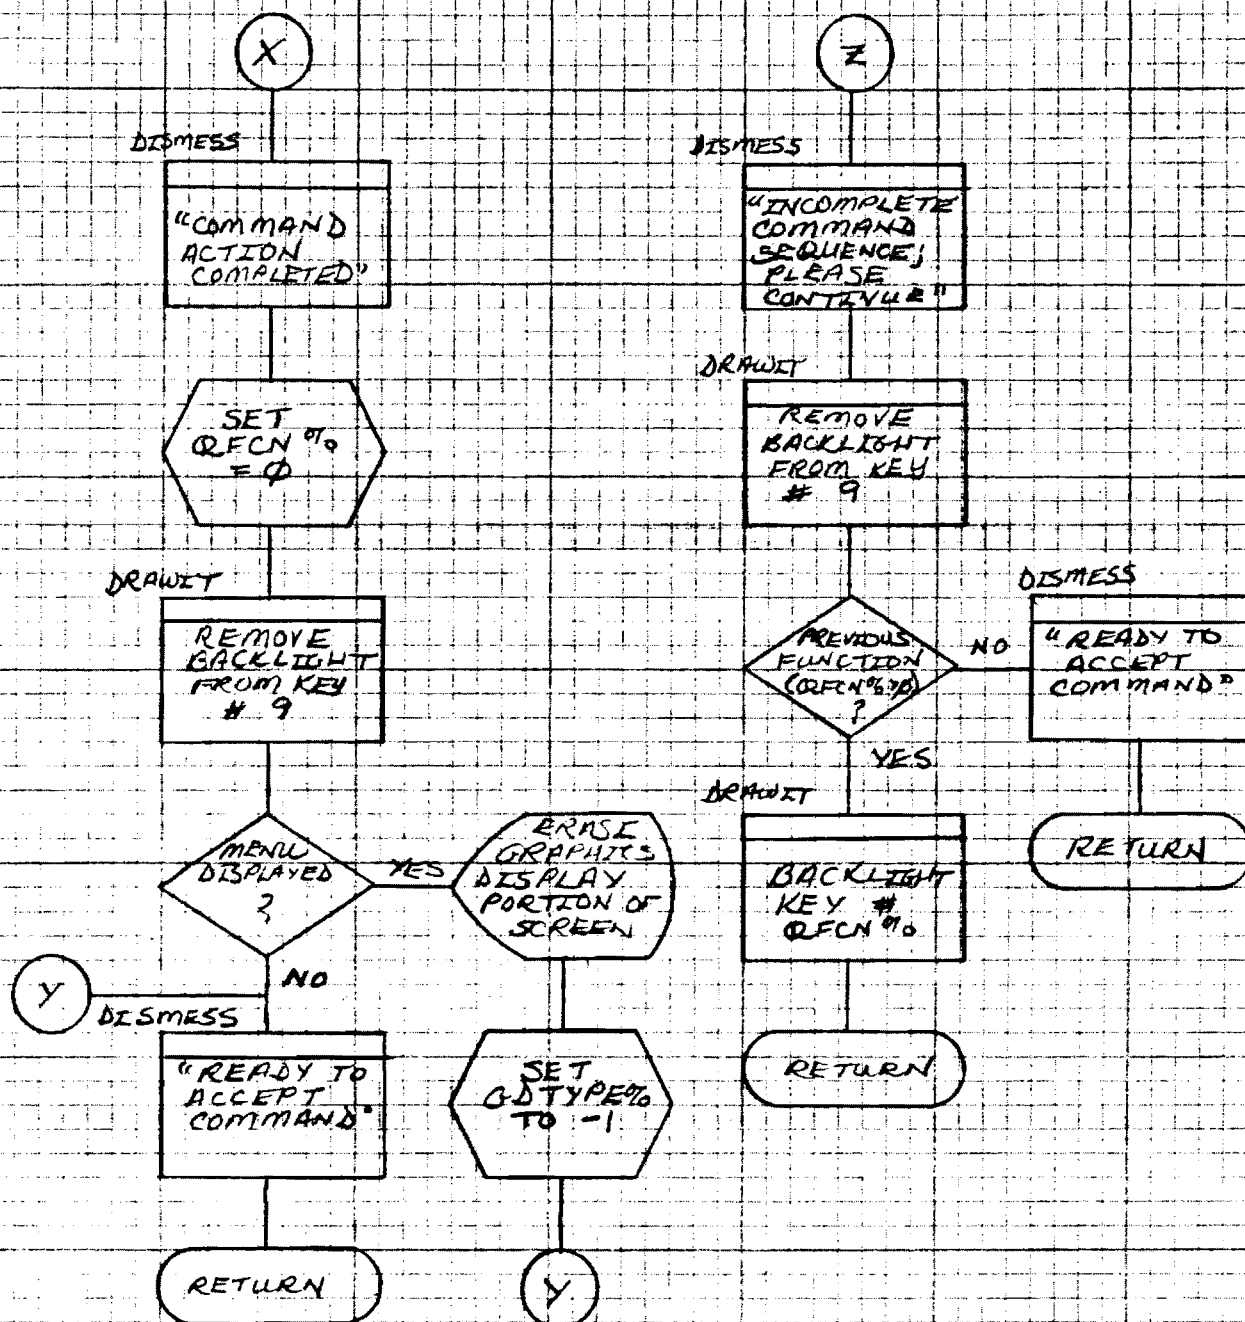 X
DISMESS
"COMMAND
ACTION
COMPLETED"
SET
QFCN%
= Ø
DRAWIT
REMOVE
BACKLIGHT
FROM KEY
# 9
MENU
DISPLAYED
?
YES
NO
ERASE
GRAPHICS
DISPLAY
PORTION OF
SCREEN
Y
DISMESS
"READY TO
ACCEPT
COMMAND"
SET
GDTYPE%
TO -1
RETURN
Y
Z
DISMESS
"INCOMPLETE
COMMAND
SEQUENCE;
PLEASE
CONTINUE"
DRAWIT
REMOVE
BACKLIGHT
FROM KEY
# 9
PREVIOUS
FUNCTION
?
NO
YES
DISMESS
"READY TO
ACCEPT
COMMAND"
RETURN
DRAWIT
BACKLIGHT
KEY #
QFCN%
RETURN